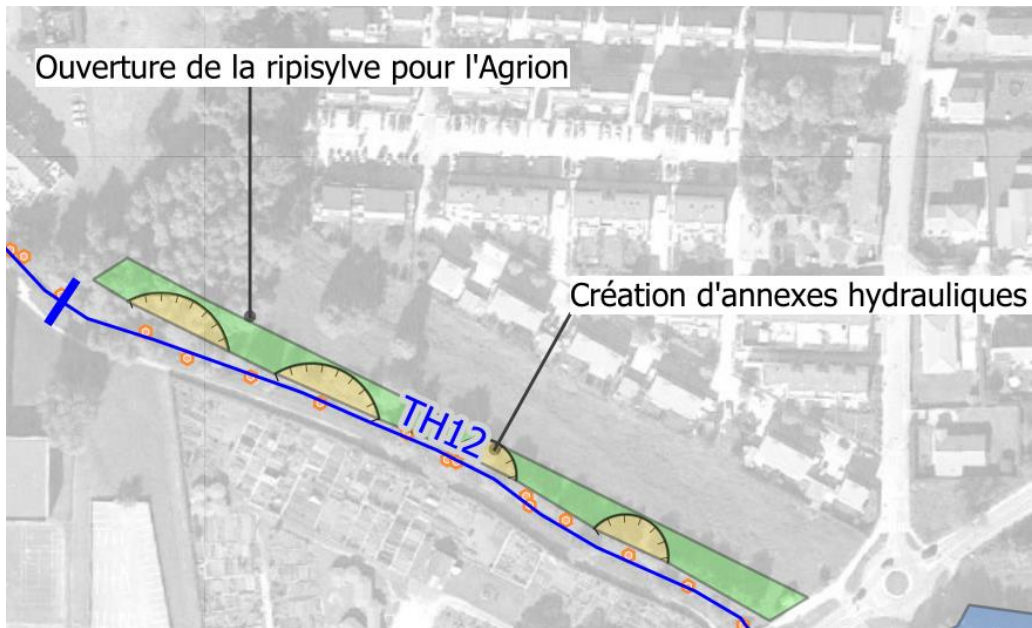 Ouverture de la ripisylve pour l'Agrion
Création d'annexes hydrauliques
TH12